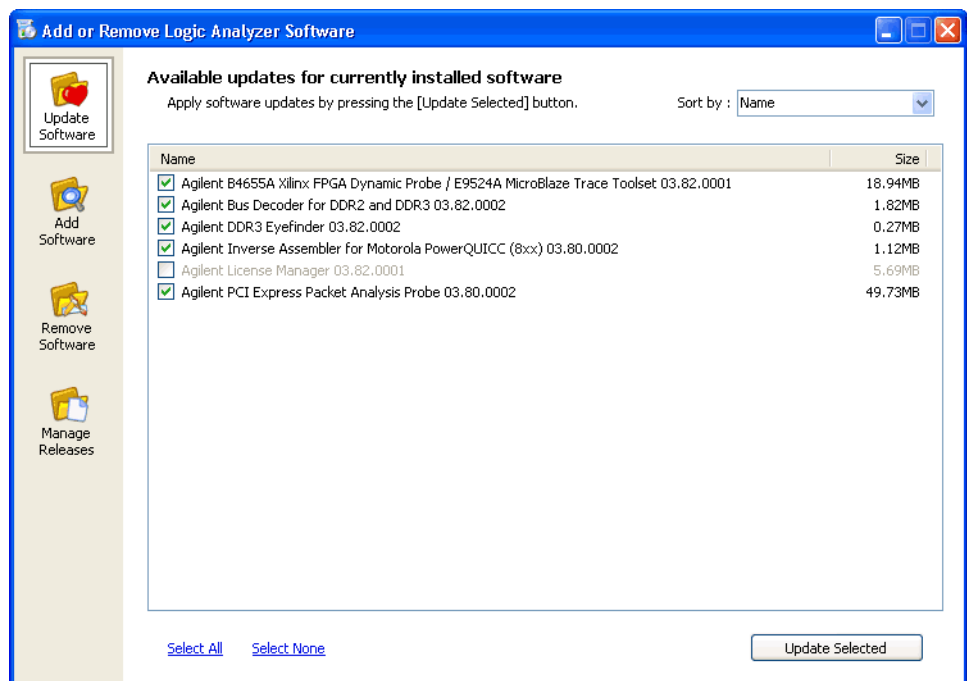 Add or Remove Logic Analyzer Software
Update
Software
Add
Software
Remove
Software
Manage
Releases
Available updates for currently installed software
Apply software updates by pressing the [Update Selected] button.
Sort by : Name
Name Size
Agilent B4655A Xilinx FPGA Dynamic Probe / E9524A MicroBlaze Trace Toolset 03.82.0001 18.94MB
Agilent Bus Decoder for DDR2 and DDR3 03.82.0002 1.82MB
Agilent DDR3 Eyefinder 03.82.0002 0.27MB
Agilent Inverse Assembler for Motorola PowerQUICC (8xx) 03.80.0002 1.12MB
Agilent License Manager 03.82.0001 5.69MB
Agilent PCI Express Packet Analysis Probe 03.80.0002 49.73MB
Select All Select None Update Selected